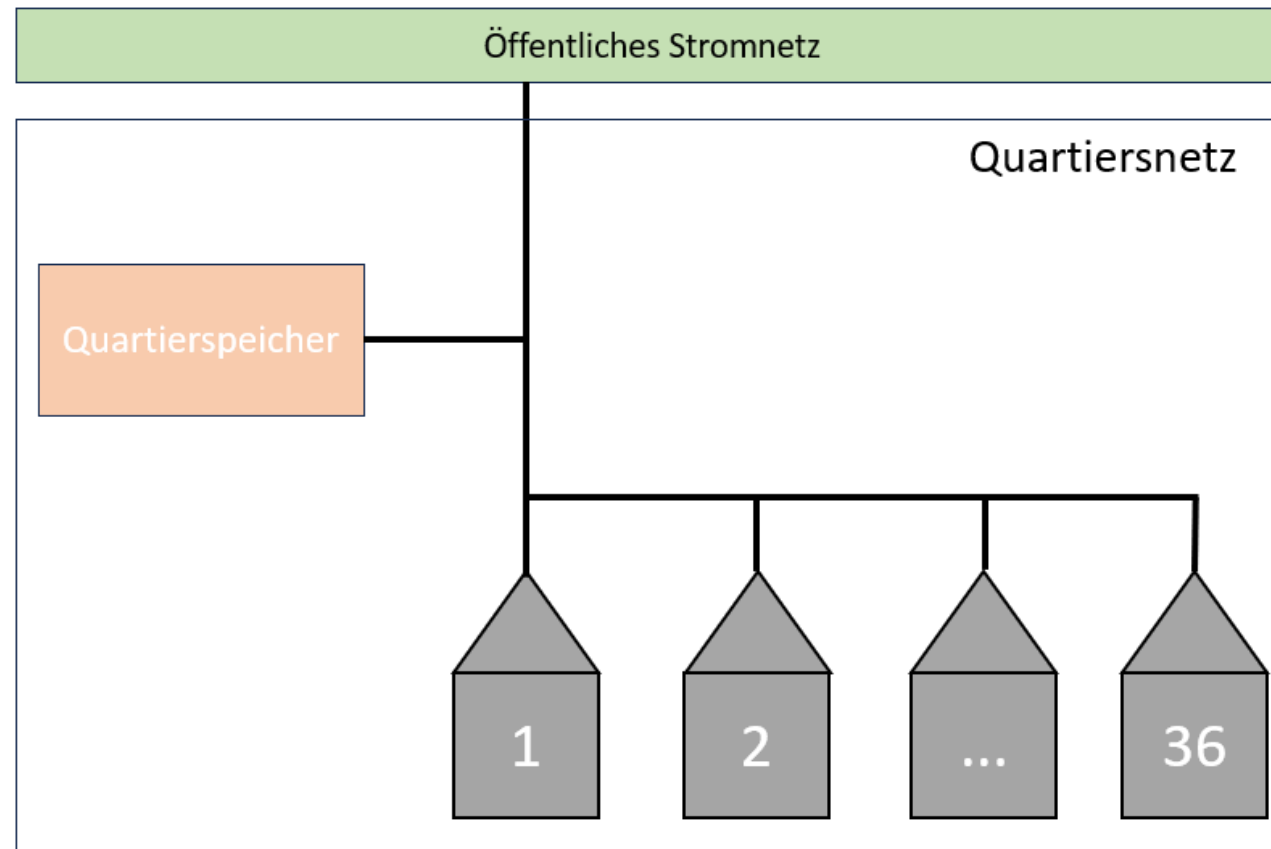 Öffentliches Stromnetz
Quartiersnetz
Quartierspeicher
1
2
...
36